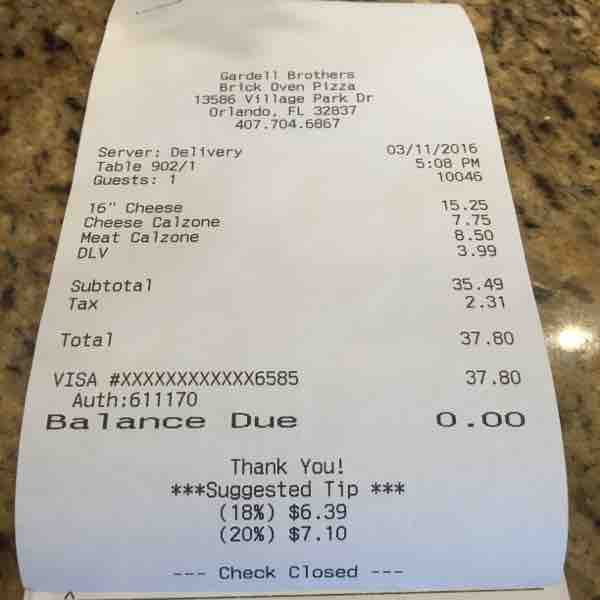 Gardell Brothers
Brick Oven Pizza
13586 Village Park Dr
Orlando, FL 32837
407.704.6867
Server: Delivery 03/11/2016
Table 902/1 5:08 PM
Guests: 1 10046
16" Cheese 15.25
Cheese Calzone 7.75
Meat Calzone 8.50
DLV 3.99
Subtotal 35.49
Tax 2.31
Total 37.80
VISA #XXXXXXXXXXXX6585 37.80
Auth:611170
Balance Due 0.00
Thank You!
***Suggested Tip ***
(18%) $6.39
(20%) $7.10
--- Check Closed ---